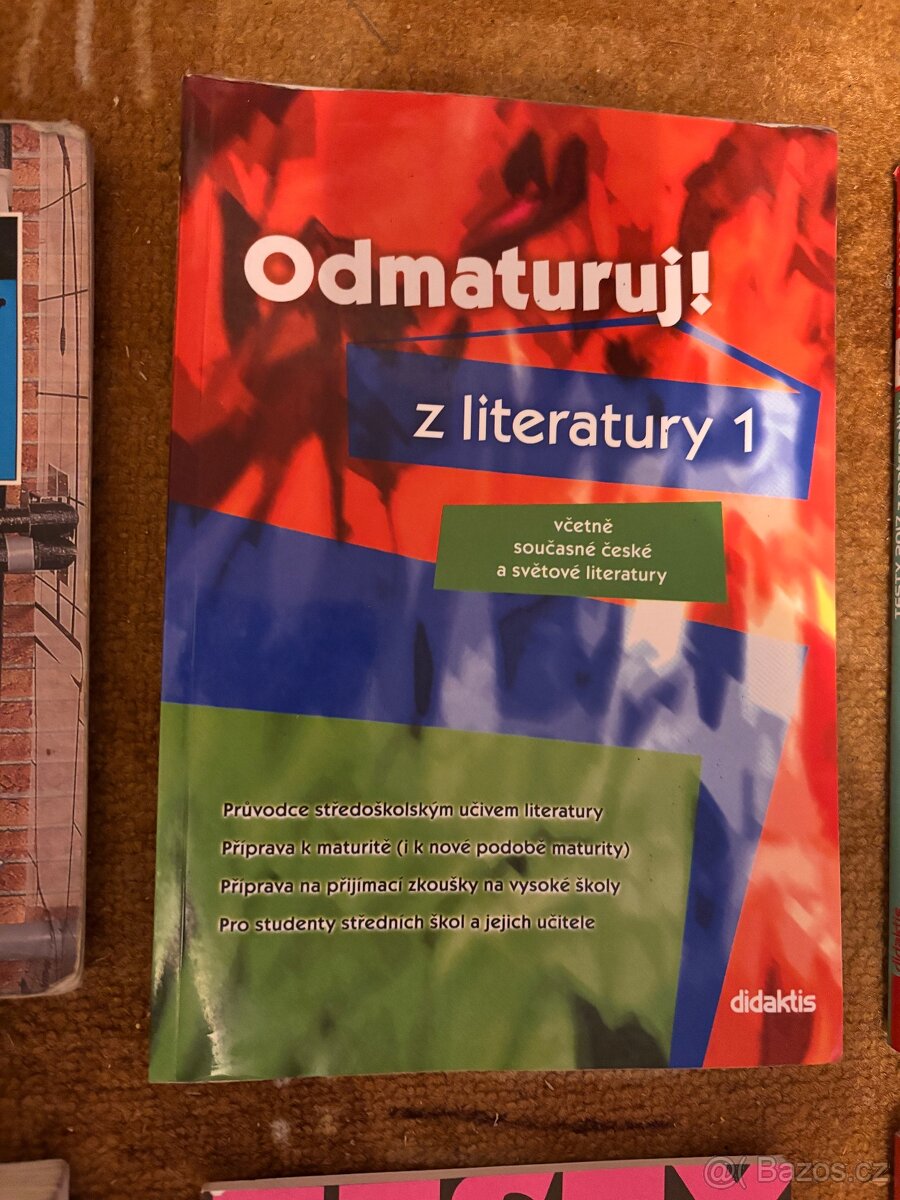 Odmaturuj!
z literatury 1
včetně
současné české
a světové literatury
Průvodce středoškolským učivem literatury
Příprava k maturitě (i k nové podobě maturity)
Příprava na přijímací zkoušky na vysoké školy
Pro studenty středních škol a jejich učitele
didaktis
@ Bazos.cz